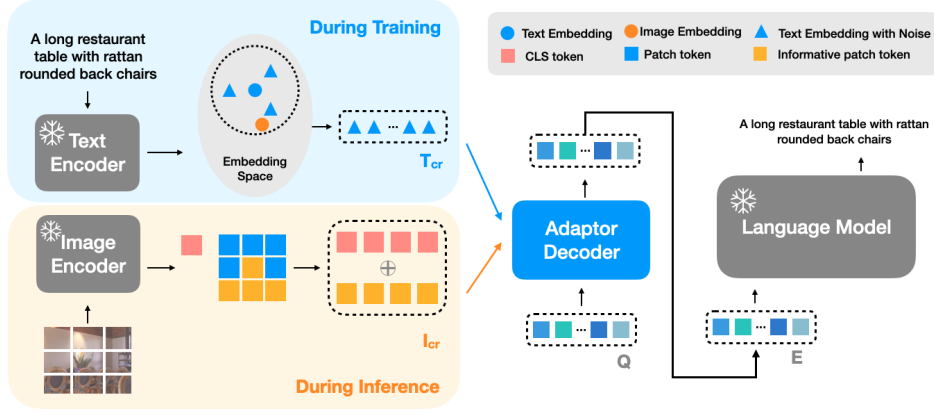 During Training
A long restaurant
table with rattan
rounded back chairs
Text
Encoder
Embedding
Space
Tcr
Image
Encoder
Icr
During Inference
Text Embedding
Image Embedding
Text Embedding with Noise
CLS token
Patch token
Informative patch token
...
...
Adaptor
Decoder
...
Q
A long restaurant table with rattan
rounded back chairs
Language Model
...
E